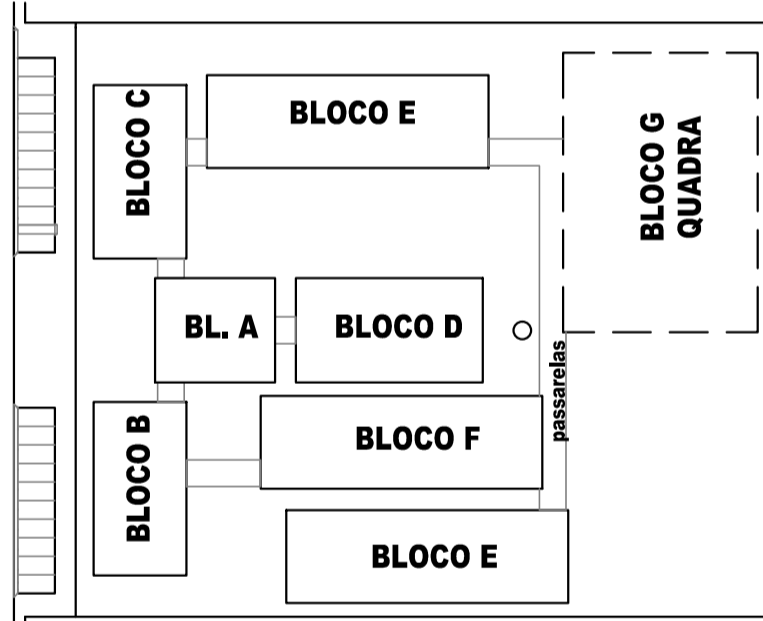 BLOCO C
BLOCO E
BLOCO G
QUADRA
BL. A
BLOCO D
passarelas
BLOCO B
BLOCO F
BLOCO E